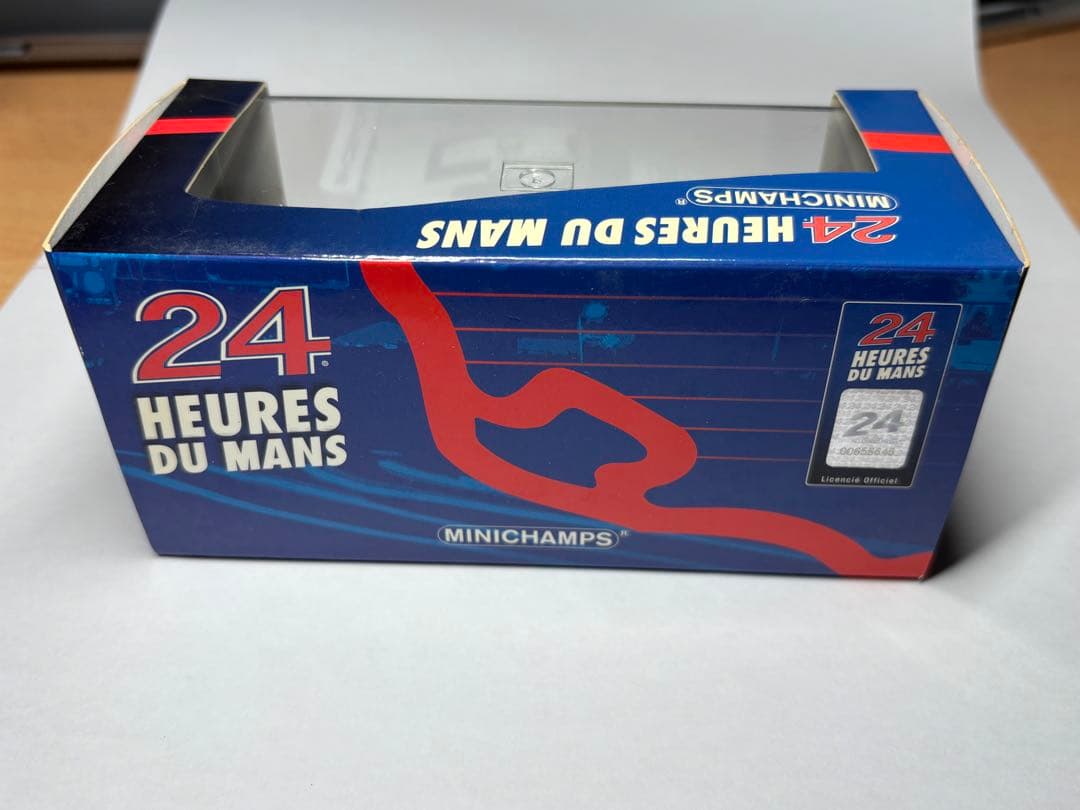 MINICHAMPS®
24 HEURES DU MANS
24®
HEURES
DU MANS
MINICHAMPS®
24
HEURES
DU MANS
24
Licencié Officiel